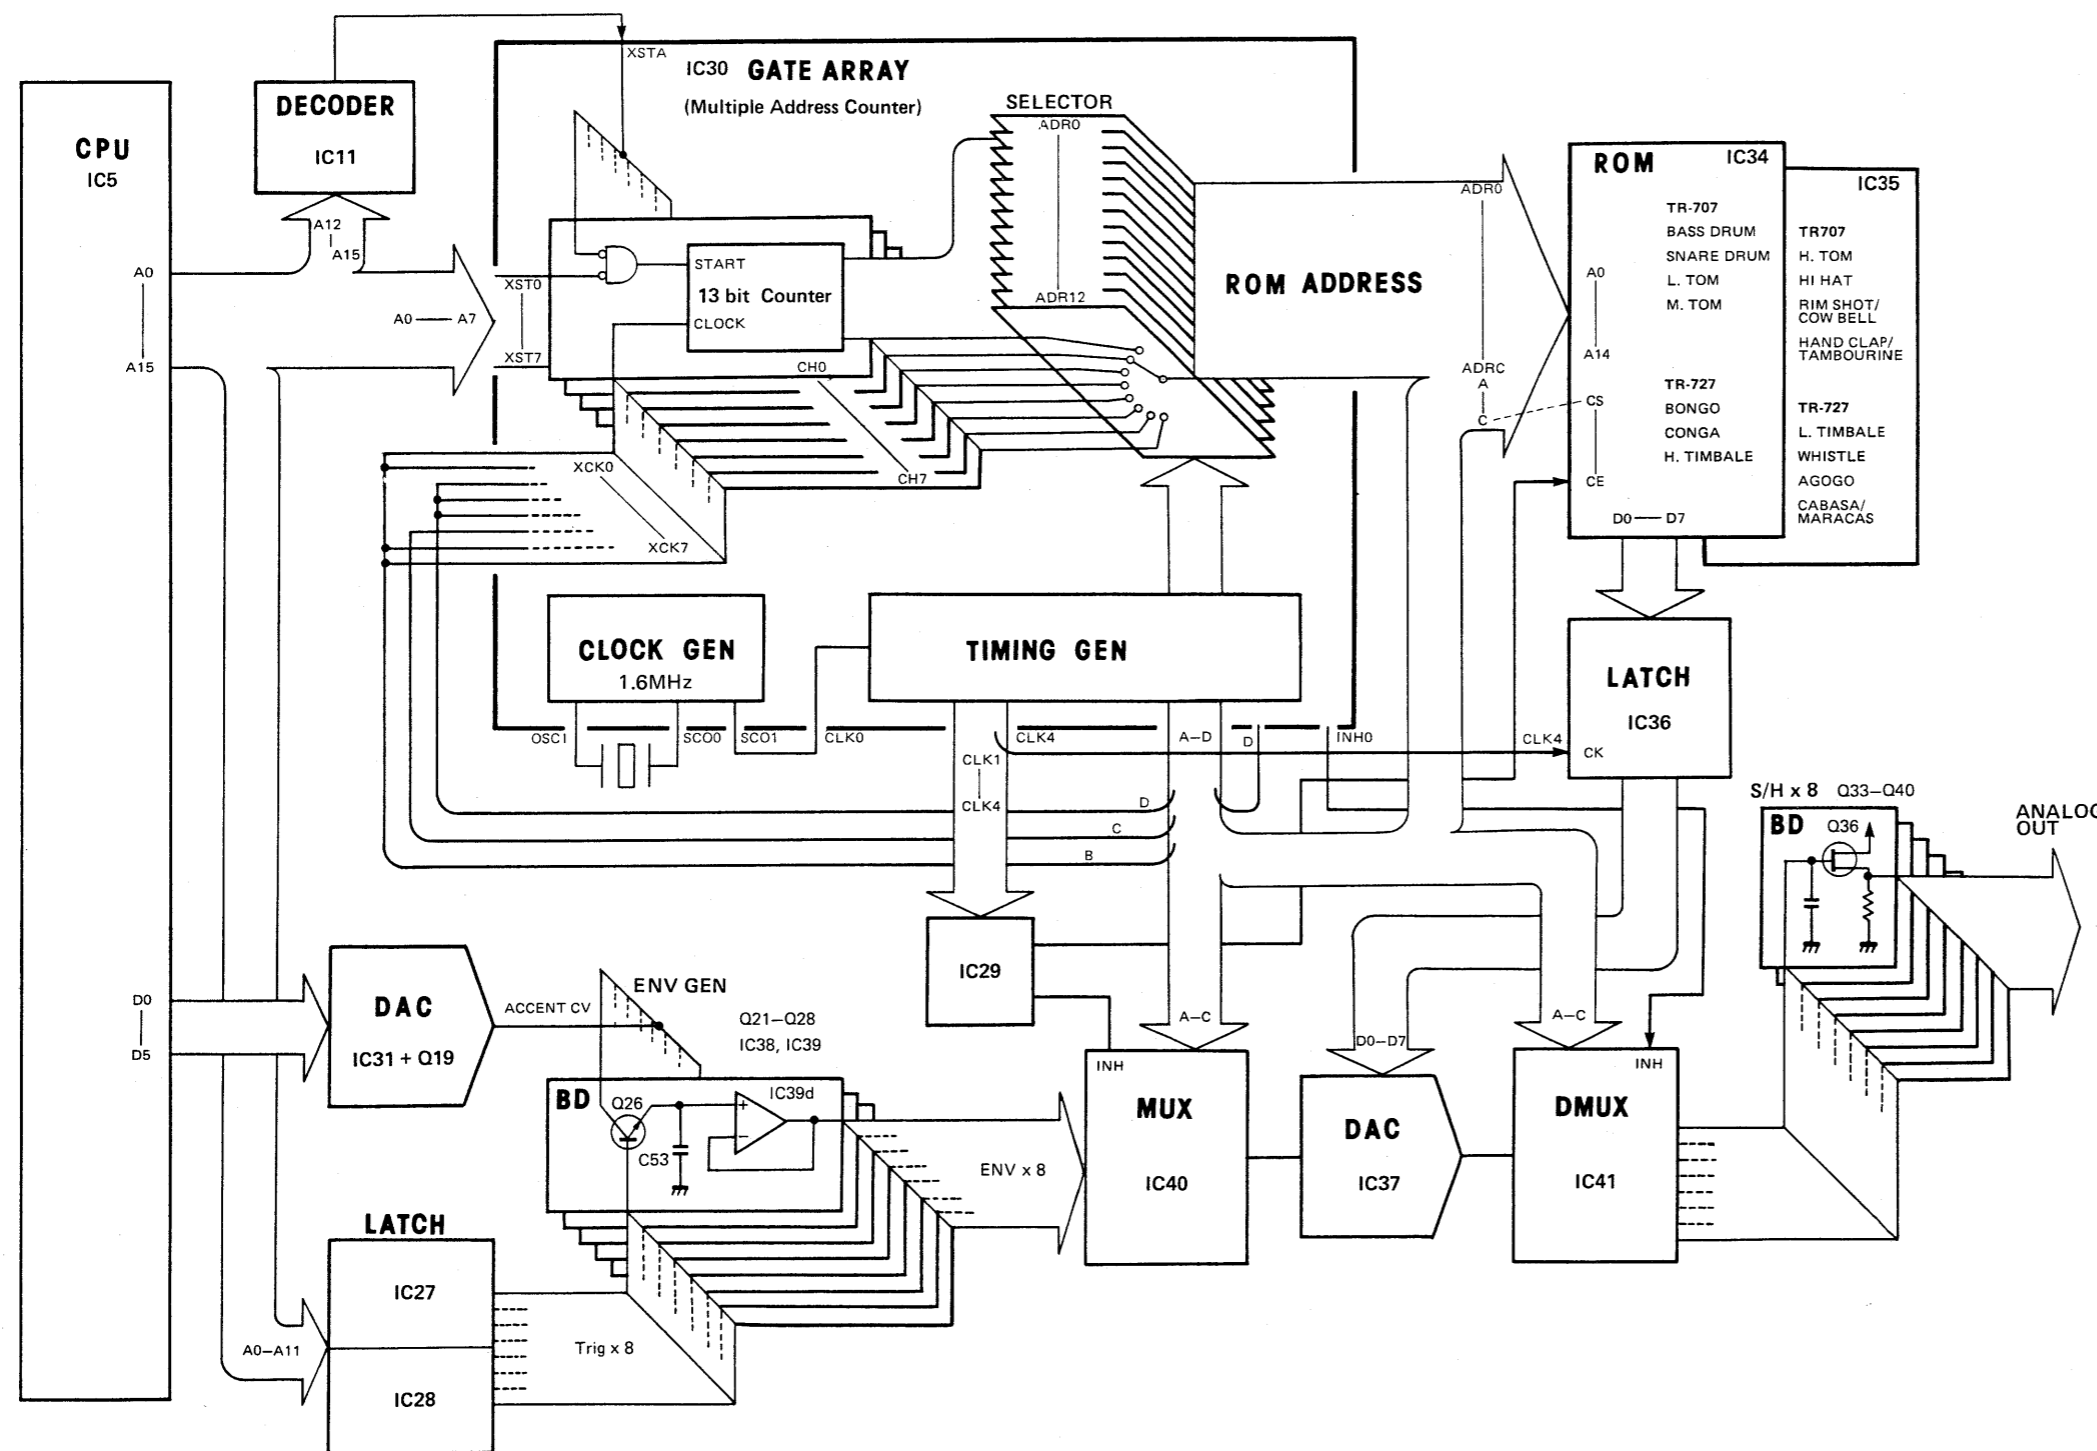 CPU
IC5
A0
A15
D0
D5
DECODER
IC11
A12
A15
A0 — A7
XSTA
IC30 GATE ARRAY
(Multiple Address Counter)
XST0
XST7
START
13 bit Counter
CLOCK
CH0
CH7
XCK0
XCK7
SELECTOR
ADR0
ADR12
ROM ADDRESS
ADR0
ADRC
A
C
ROM
IC34
TR-707
BASS DRUM
SNARE DRUM
L. TOM
M. TOM
TR-727
BONGO
CONGA
H. TIMBALE
A0
A14
CS
CE
D0 — D7
IC35
TR707
H. TOM
HI HAT
RIM SHOT/
COW BELL
HAND CLAP/
TAMBOURINE
TR-727
L. TIMBALE
WHISTLE
AGOGO
CABASA/
MARACAS
CLOCK GEN
1.6MHz
TIMING GEN
OSC1
SCO0
SCO1
CLK0
CLK4
A–D
D
INH0
CLK1
CLK4
D
C
B
LATCH
IC36
CLK4
CK
IC29
DAC
IC31 + Q19
ACCENT CV
ENV GEN
Q21–Q28
IC38, IC39
BD
Q26
IC39d
+
−
C53
ENV x 8
LATCH
IC27
IC28
A0–A11
Trig x 8
A–C
INH
MUX
IC40
D0–D7
DAC
IC37
A–C
INH
DMUX
IC41
S/H x 8 Q33–Q40
BD
Q36
ANALOG
OUT